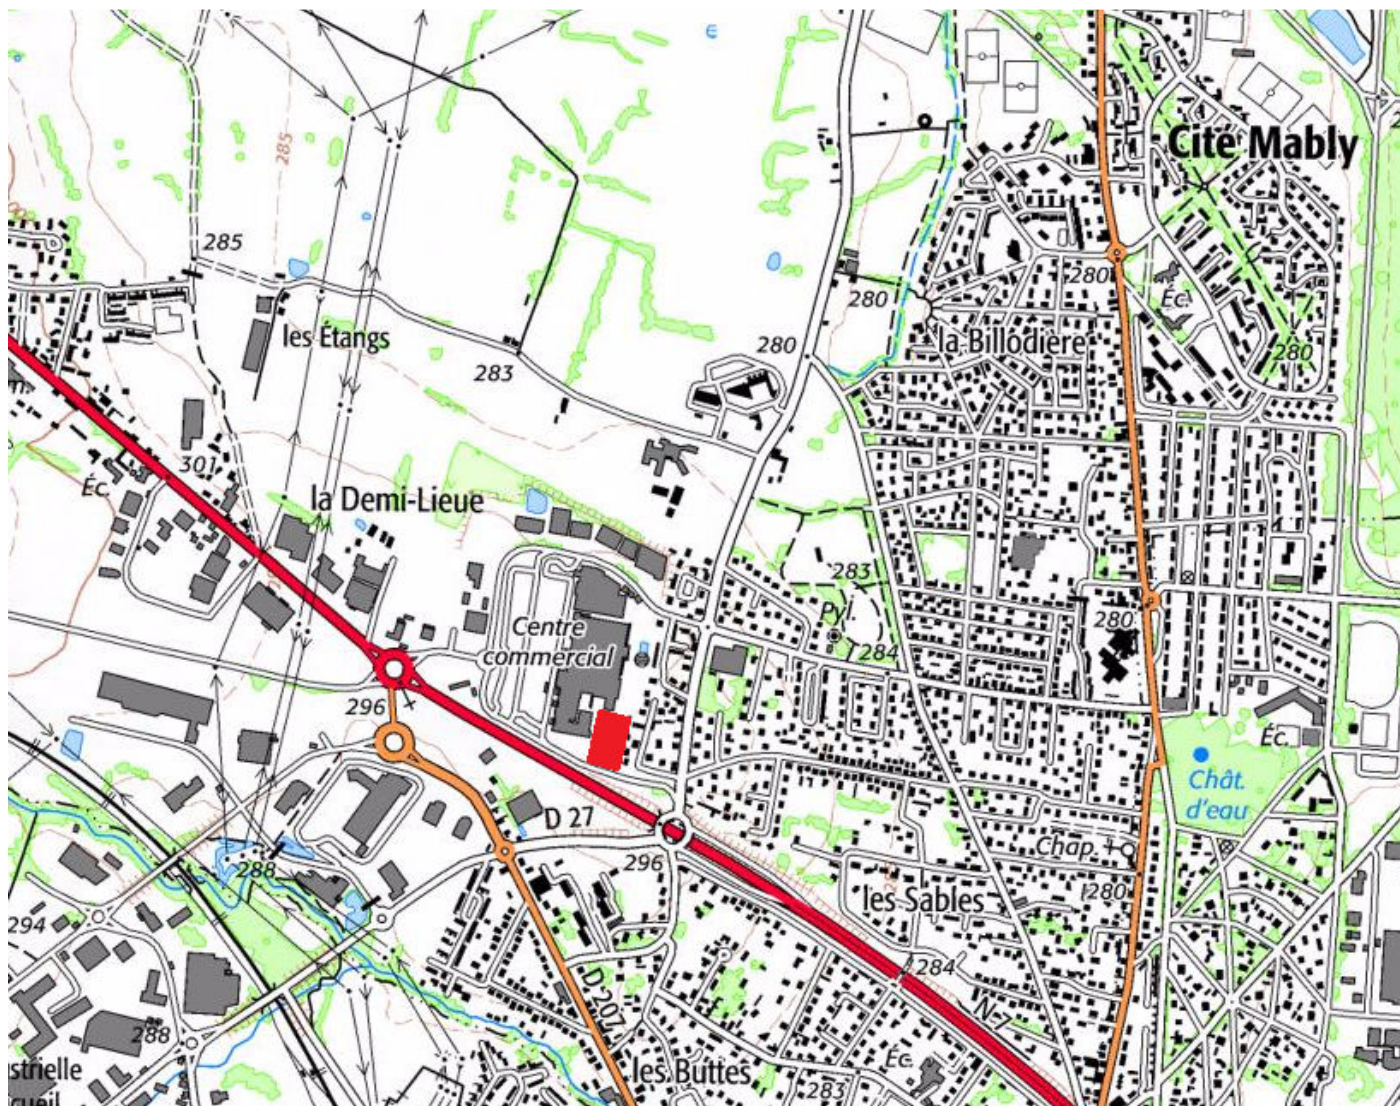 Cité Mably
285
285
280
Éc.
280
les Étangs
la Billodière
280
280
283
301
Éc.
la Demi-Lieue
283
Centre
commercial
Py.
280
284
296
Éc.
Chât.
d'eau
D 27
Chap.
296
288
280
les Sables
294
284
D 207
N 7
288
les Buttes
Éc.
283
strielle